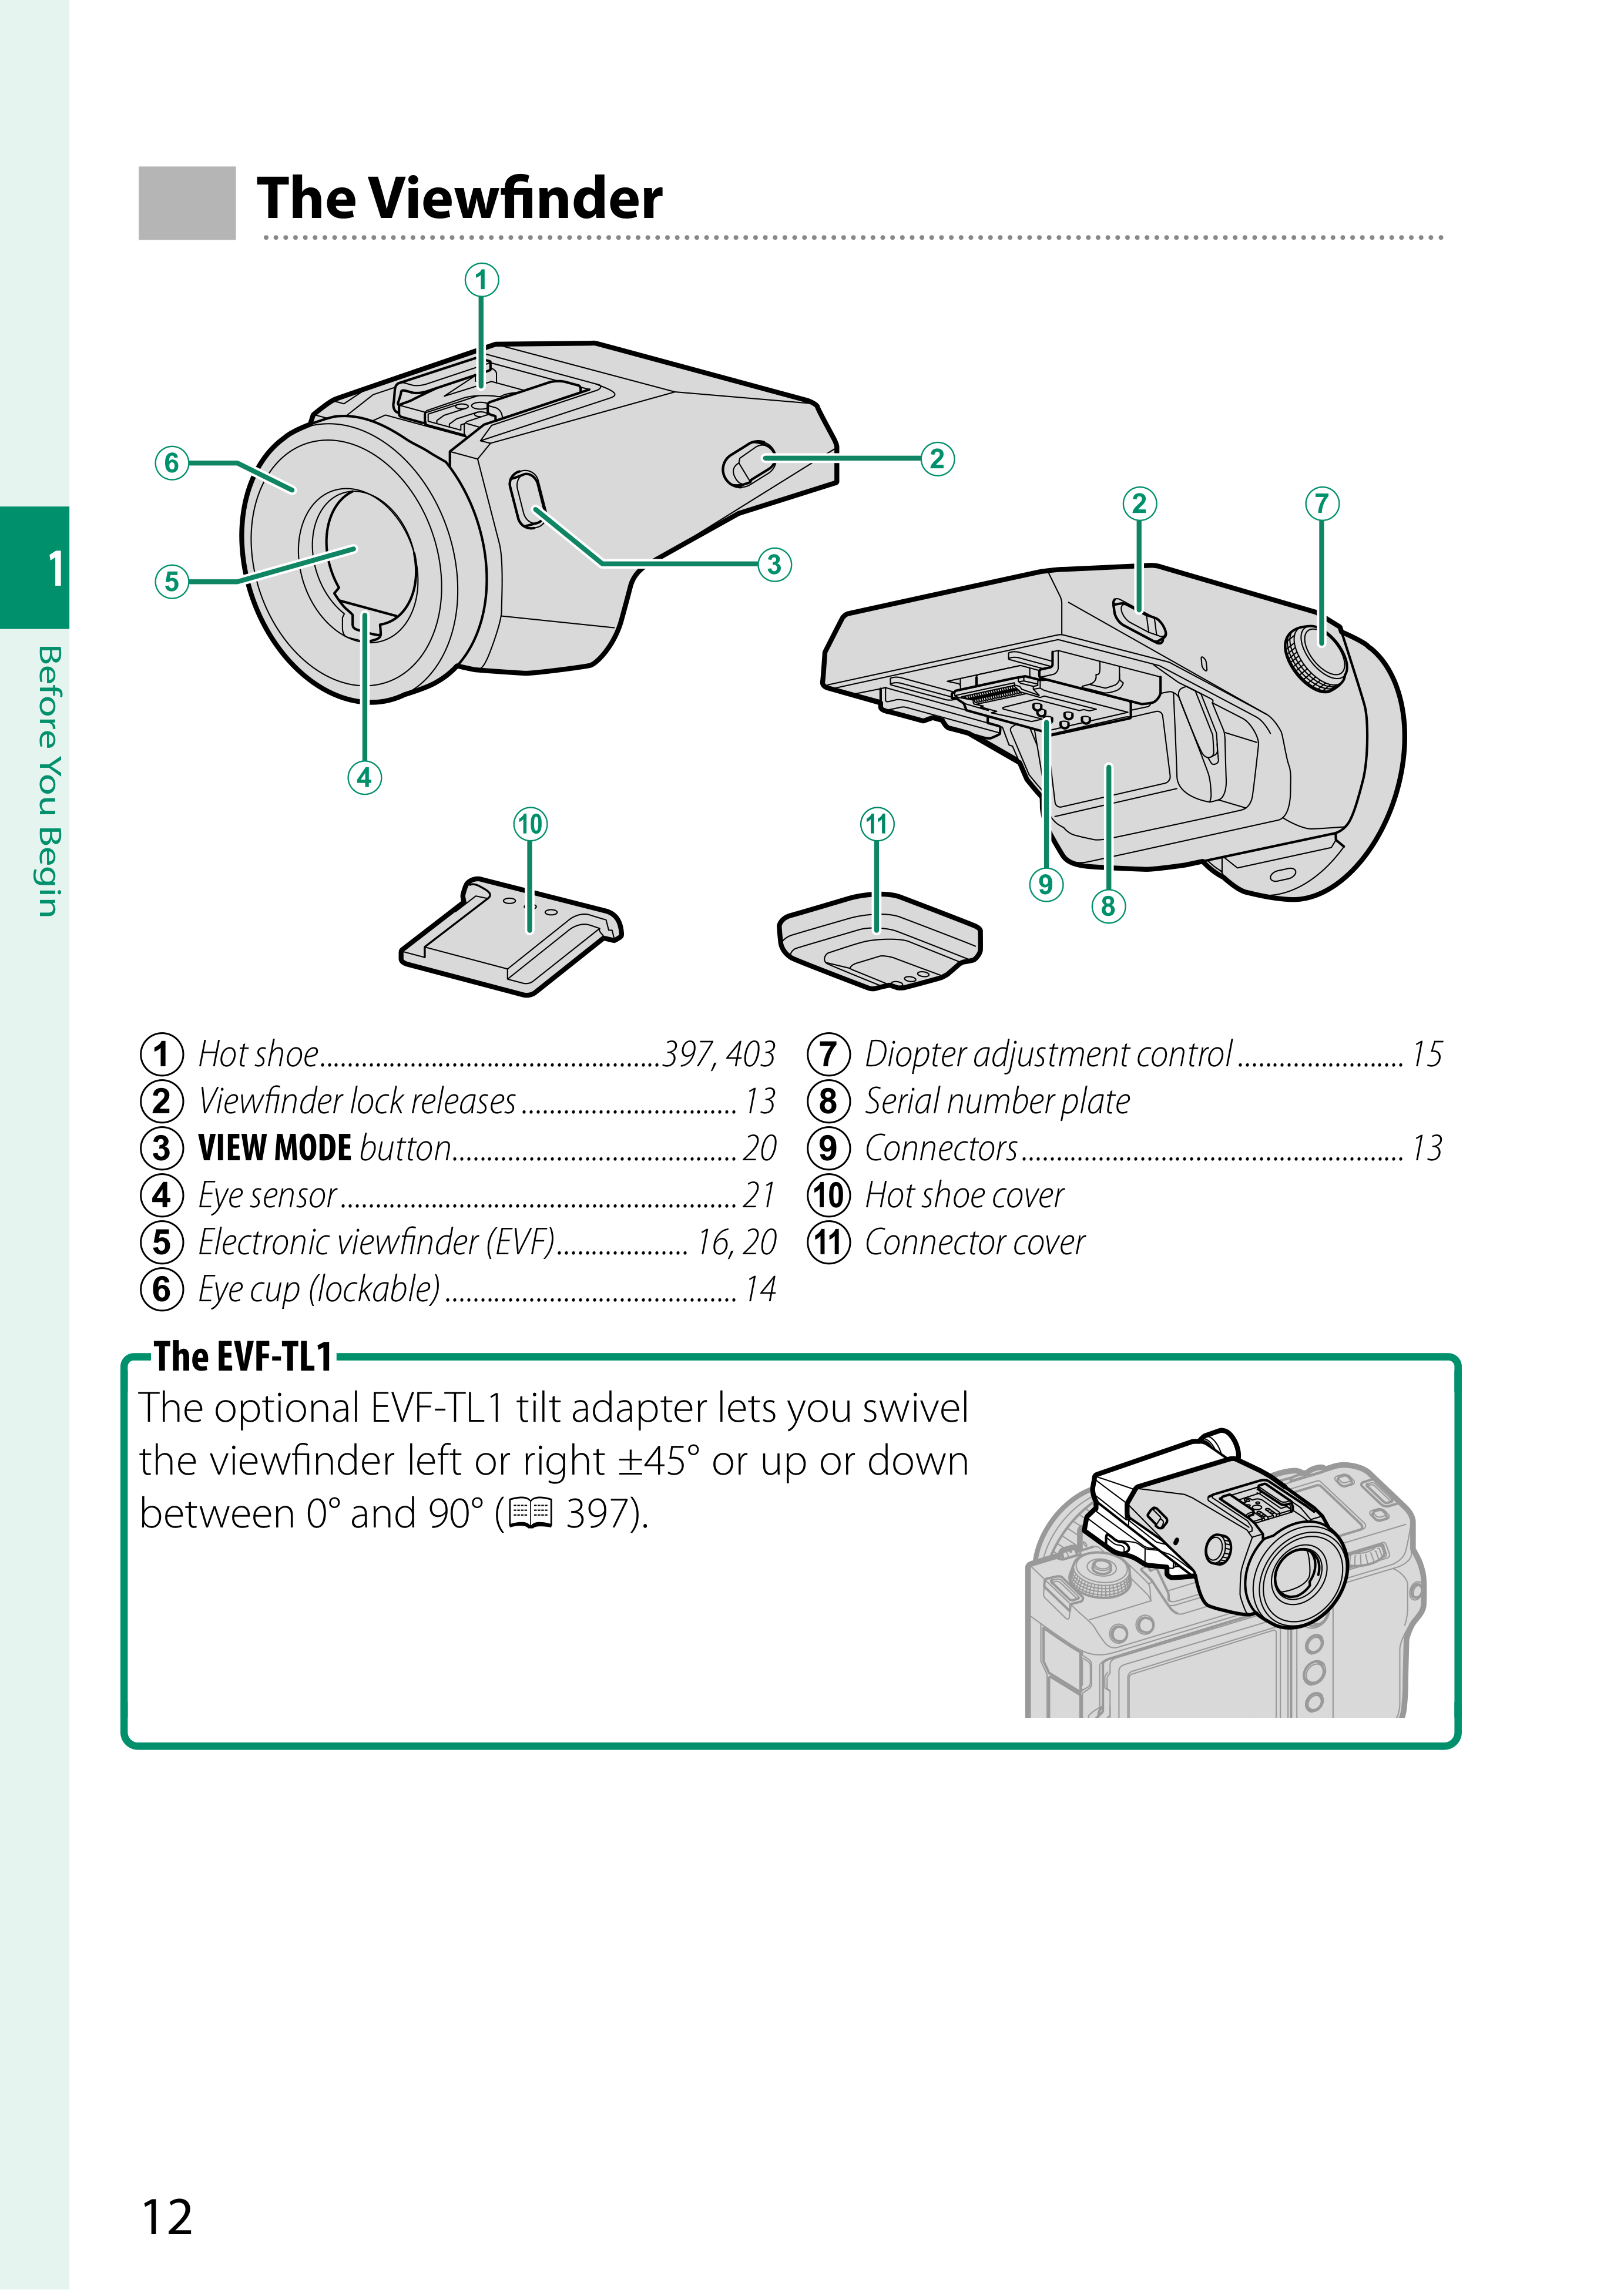 The Viewfinder
1
6
2
2
7
5
3
4
10
11
9
8
1
Before You Begin
1 Hot shoe................................................397, 403
2 Viewfinder lock releases............................... 13
3 VIEW MODE button........................................ 20
4 Eye sensor........................................................ 21
5 Electronic viewfinder (EVF)................... 16, 20
6 Eye cup (lockable).......................................... 14
7 Diopter adjustment control........................ 15
8 Serial number plate
9 Connectors....................................................... 13
10 Hot shoe cover
11 Connector cover
The EVF-TL1
The optional EVF-TL1 tilt adapter lets you swivel
the viewfinder left or right ±45° or up or down
between 0° and 90° (📖 397).
12